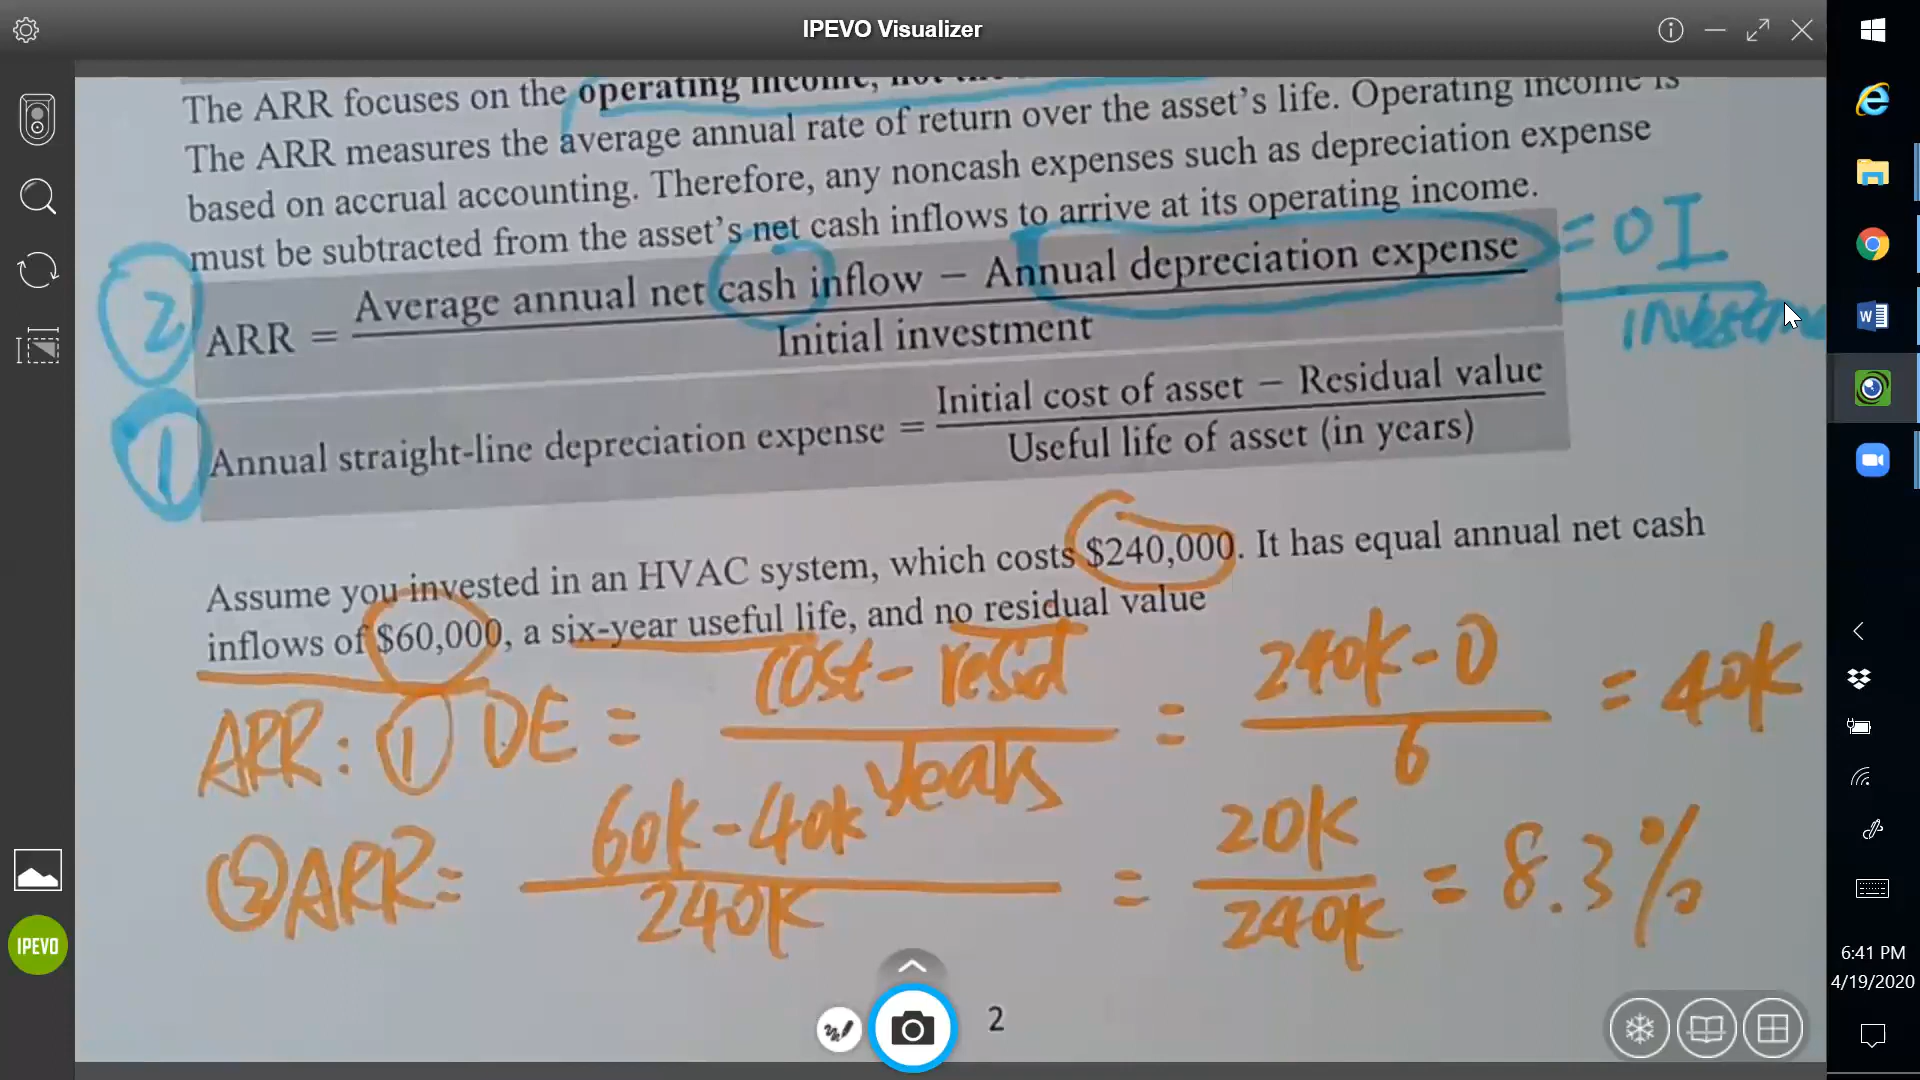 IPEVO Visualizer
The ARR focuses on the operating income, not the
The ARR measures the average annual rate of return over the asset's life. Operating income is
based on accrual accounting. Therefore, any noncash expenses such as depreciation expense
must be subtracted from the asset's net cash inflows to arrive at its operating income.
2 ARR = Average annual net cash inflow − Annual depreciation expense = OI
Initial investment investme
1 Annual straight-line depreciation expense = Initial cost of asset − Residual value
Useful life of asset (in years)
Assume you invested in an HVAC system, which costs $240,000. It has equal annual net cash
inflows of $60,000, a six-year useful life, and no residual value
ARR: 1 DE = cost - resid = 240K - 0 = 40K
years 6
2 ARR = 60K - 40K = 20K = 8.3%
240K 240K
IPEVO
2
6:41 PM
4/19/2020